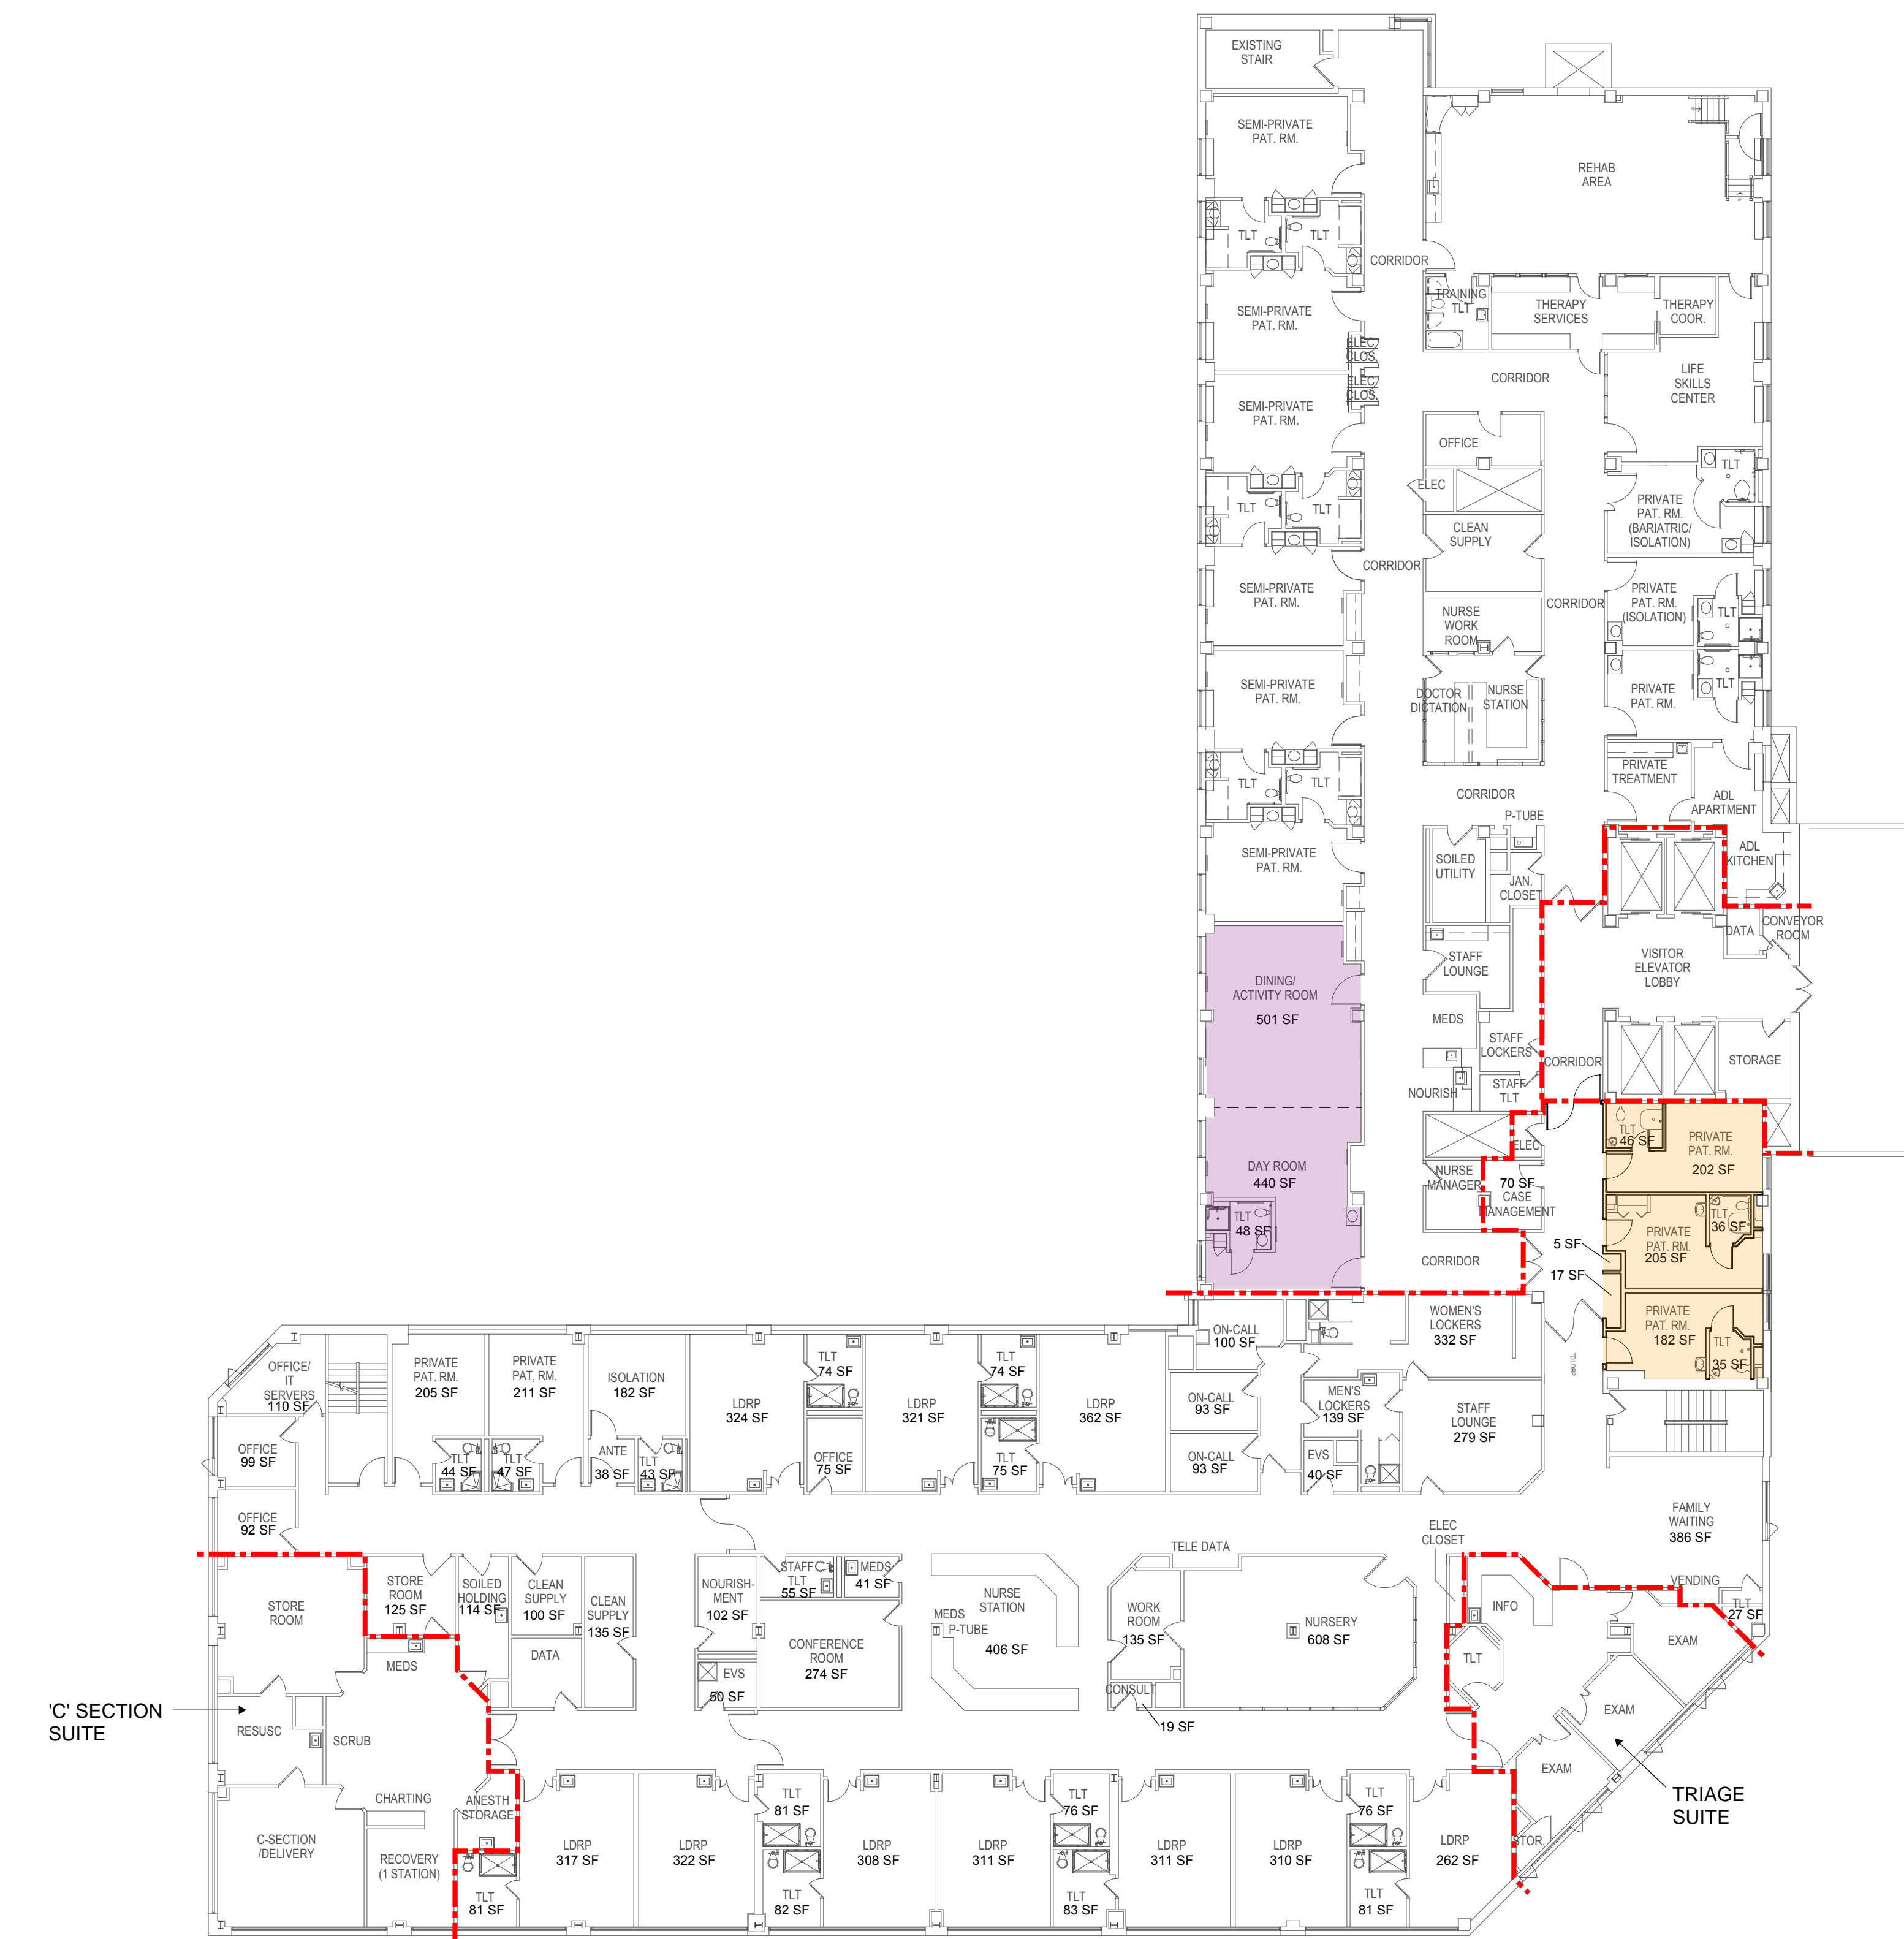 EXISTING
STAIR
SEMI-PRIVATE
PAT. RM.
REHAB
AREA
TLT
TLT
CORRIDOR
SEMI-PRIVATE
PAT. RM.
TRAINING
TLT
THERAPY
SERVICES
THERAPY
COOR.
ELEC.
CLOS.
ELEC.
CLOS.
CORRIDOR
LIFE
SKILLS
CENTER
SEMI-PRIVATE
PAT. RM.
OFFICE
TLT
ELEC
TLT
TLT
PRIVATE
PAT. RM.
(BARIATRIC/
ISOLATION)
CLEAN
SUPPLY
CORRIDOR
SEMI-PRIVATE
PAT. RM.
CORRIDOR
PRIVATE
PAT. RM.
(ISOLATION)
TLT
NURSE
WORK
ROOM
SEMI-PRIVATE
PAT. RM.
DOCTOR
DICTATION
NURSE
STATION
PRIVATE
PAT. RM.
TLT
PRIVATE
TREATMENT
TLT
TLT
CORRIDOR
ADL
APARTMENT
P-TUBE
SEMI-PRIVATE
PAT. RM.
SOILED
UTILITY
JAN.
CLOSET
ADL
KITCHEN
DATA
CONVEYOR
ROOM
STAFF
LOUNGE
VISITOR
ELEVATOR
LOBBY
DINING/
ACTIVITY ROOM
501 SF
MEDS
STAFF
LOCKERS
CORRIDOR
STORAGE
NOURISH
STAFF
TLT
ELEC
TLT
46 SF
PRIVATE
PAT. RM.
202 SF
DAY ROOM
440 SF
NURSE
MANAGER
70 SF
CASE
MANAGEMENT
TLT
48 SF
TLT
36 SF
PRIVATE
PAT. RM.
205 SF
5 SF
CORRIDOR
17 SF
PRIVATE
PAT. RM.
182 SF
TLT
35 SF
TO LDRP
ON-CALL
100 SF
WOMEN'S
LOCKERS
332 SF
OFFICE/
IT
SERVERS
110 SF
PRIVATE
PAT. RM.
205 SF
PRIVATE
PAT, RM.
211 SF
ISOLATION
182 SF
LDRP
324 SF
TLT
74 SF
LDRP
321 SF
TLT
74 SF
LDRP
362 SF
ON-CALL
93 SF
MEN'S
LOCKERS
139 SF
STAFF
LOUNGE
279 SF
OFFICE
99 SF
TLT
44 SF
TLT
47 SF
ANTE
38 SF
TLT
43 SF
OFFICE
75 SF
TLT
75 SF
ON-CALL
93 SF
EVS
40 SF
OFFICE
92 SF
FAMILY
WAITING
386 SF
ELEC
CLOSET
TELE DATA
STORE
ROOM
STORE
ROOM
125 SF
SOILED
HOLDING
114 SF
CLEAN
SUPPLY
100 SF
CLEAN
SUPPLY
135 SF
NOURISH-
MENT
102 SF
STAFF
TLT
55 SF
MEDS
41 SF
NURSE
STATION
MEDS
P-TUBE
406 SF
WORK
ROOM
135 SF
NURSERY
608 SF
INFO
VENDING
TLT
27 SF
EXAM
MEDS
DATA
CONFERENCE
ROOM
274 SF
EVS
50 SF
CONSULT
19 SF
TLT
EXAM
'C' SECTION
SUITE
RESUSC
SCRUB
EXAM
TRIAGE
SUITE
CHARTING
ANESTH
STORAGE
C-SECTION
/DELIVERY
RECOVERY
(1 STATION)
TLT
81 SF
LDRP
317 SF
LDRP
322 SF
TLT
81 SF
TLT
82 SF
LDRP
308 SF
LDRP
311 SF
TLT
76 SF
TLT
83 SF
LDRP
311 SF
LDRP
310 SF
TLT
76 SF
TLT
81 SF
LDRP
262 SF
STOR.